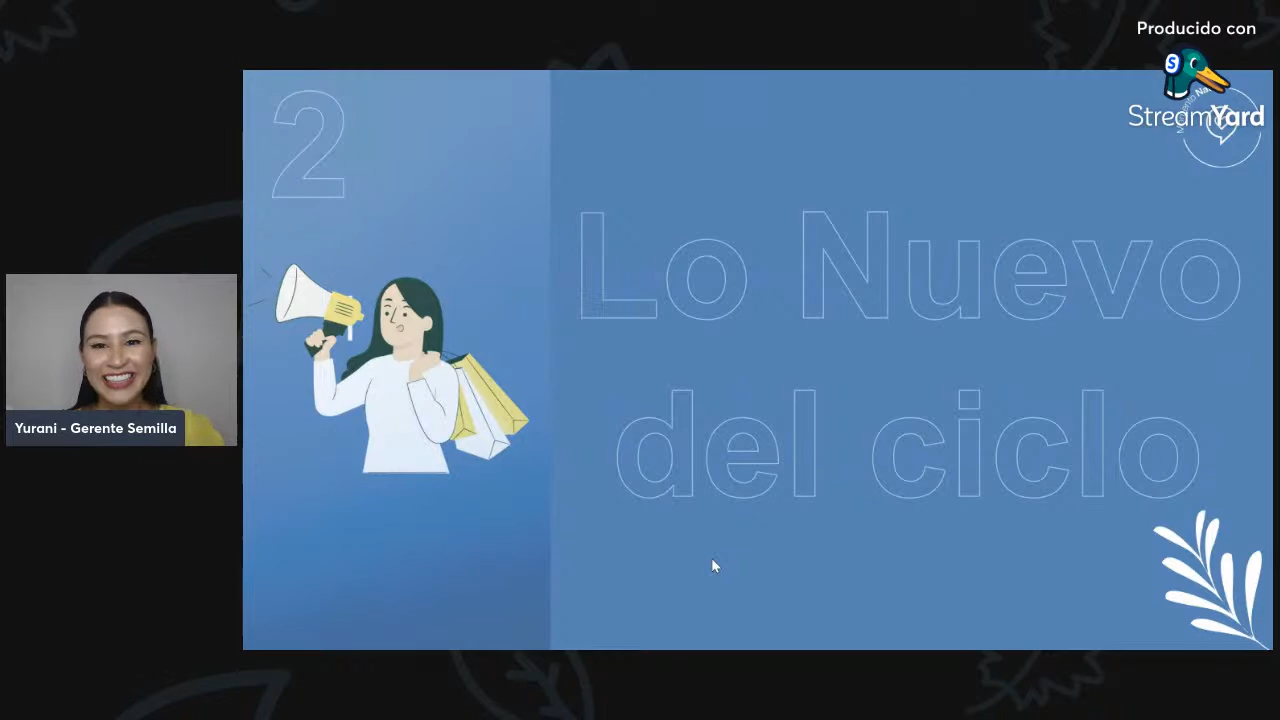 Producido con
StreamYard
2
Lo Nuevo
del ciclo
Yurani - Gerente Semilla